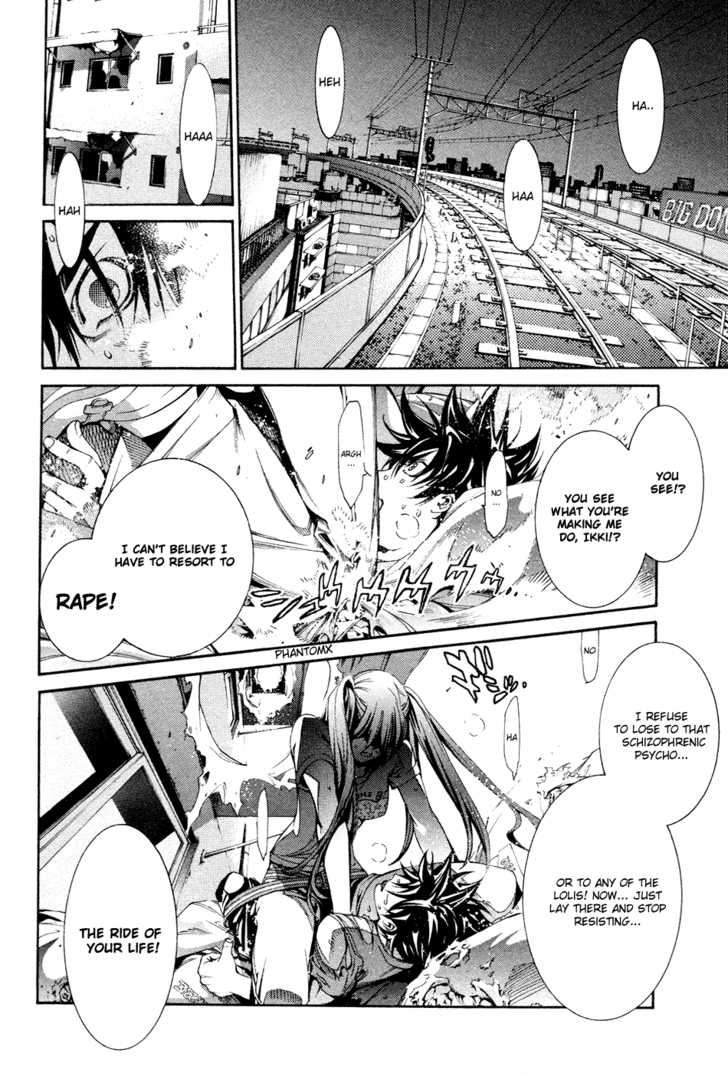 HA..
HEH
HAA
HAAA
HAH
YOU
SEE!?
YOU SEE
WHAT YOU'RE
MAKING ME
DO, IKKI!?
NO
...
ARGH
...
I CAN'T BELIEVE I
HAVE TO RESORT TO
RAPE!
PHANTOMX
NO
HA
I REFUSE
TO LOSE TO THAT
SCHIZOPHRENIC
PSYCHO...
OR TO ANY OF THE
LOLIS! NOW... JUST
LAY THERE AND STOP
RESISTING...
THE RIDE OF
YOUR LIFE!
BIG DON